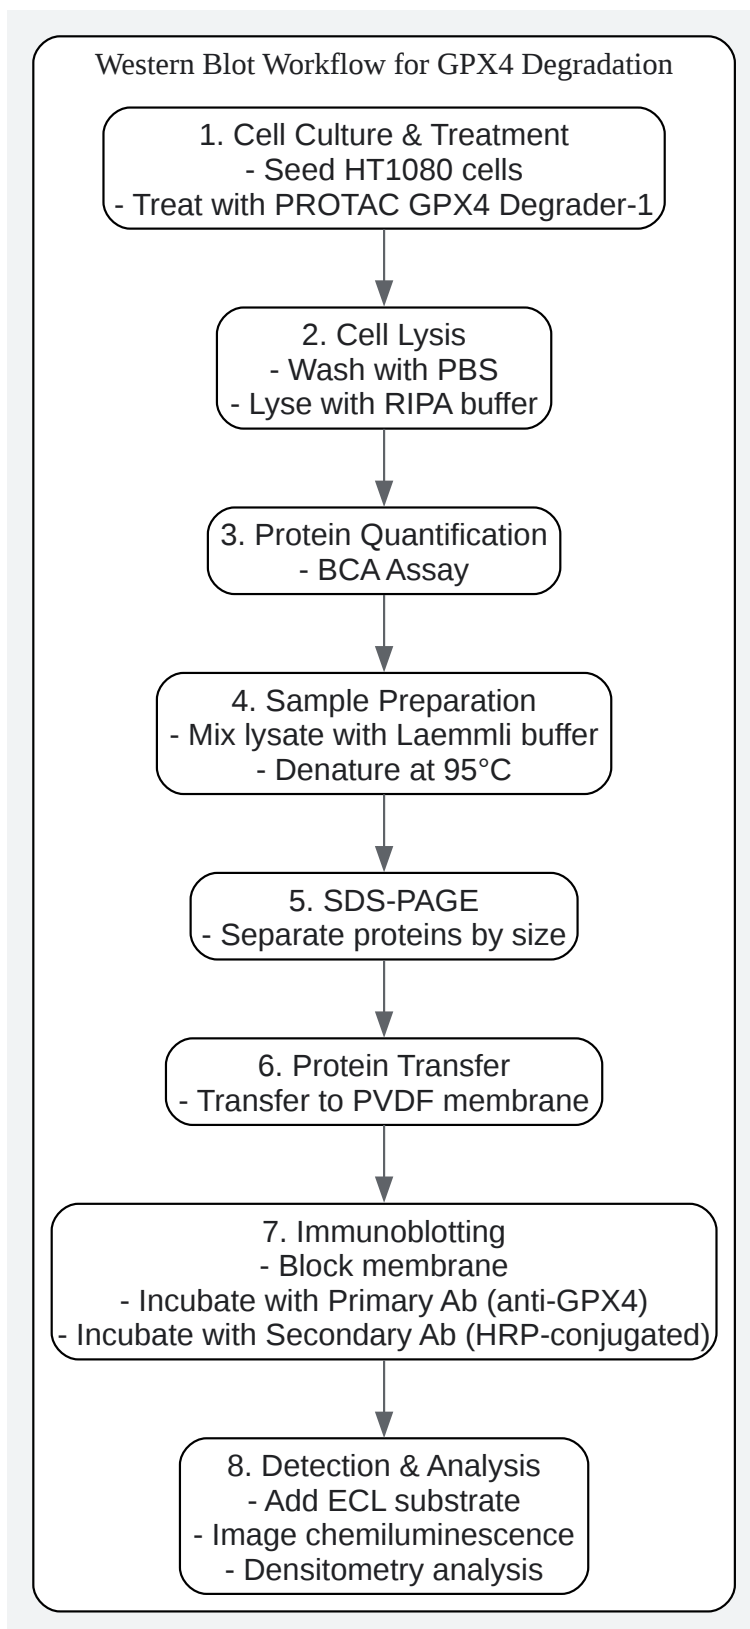 Western Blot Workflow for GPX4 Degradation
1. Cell Culture & Treatment
- Seed HT1080 cells
- Treat with PROTAC GPX4 Degrader-1
2. Cell Lysis
- Wash with PBS
- Lyse with RIPA buffer
3. Protein Quantification
- BCA Assay
4. Sample Preparation
- Mix lysate with Laemmli buffer
- Denature at 95°C
5. SDS-PAGE
- Separate proteins by size
6. Protein Transfer
- Transfer to PVDF membrane
7. Immunoblotting
- Block membrane
- Incubate with Primary Ab (anti-GPX4)
- Incubate with Secondary Ab (HRP-conjugated)
8. Detection & Analysis
- Add ECL substrate
- Image chemiluminescence
- Densitometry analysis